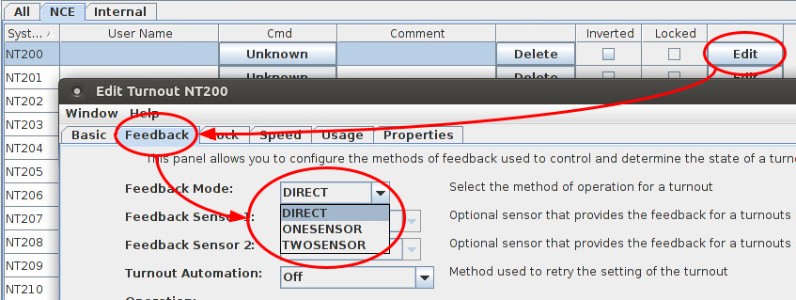 All NCE Internal
Syst... User Name Cmd Comment Inverted Locked
NT200 Unknown Delete Edit
NT201 Unknown Delete Edit
NT202 Edit Turnout NT200
NT203 Window Help
NT204 Basic Feedback Lock Speed Usage Properties
NT205 This panel allows you to configure the methods of feedback used to control and determine the state of a turn
NT206 Feedback Mode: DIRECT Select the method of operation for a turnout
DIRECT
NT207 Feedback Sensor 1: ONESENSOR Optional sensor that provides the feedback for a turnouts
NT208 Feedback Sensor 2: TWOSENSOR Optional sensor that provides the feedback for a turnouts
NT209 Turnout Automation: Off Method used to retry the setting of the turnout
NT210 Operation: